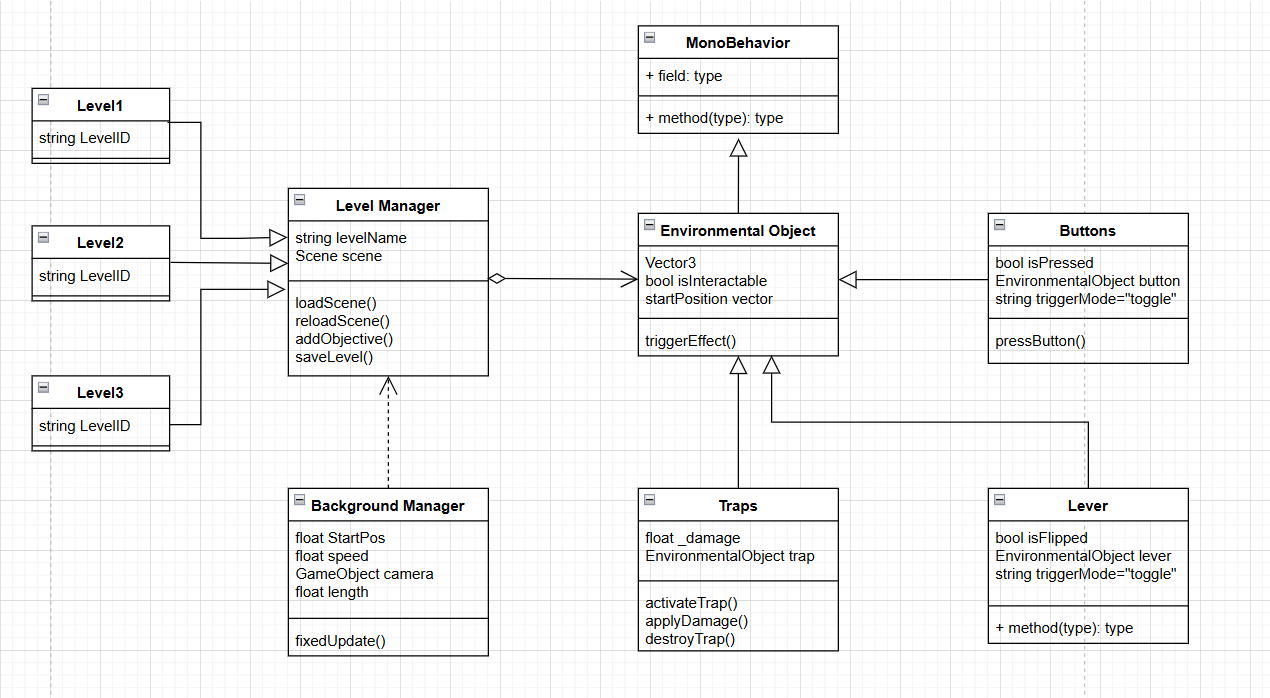 MonoBehavior
+ field: type
+ method(type): type
Level1
string LevelID
Level2
string LevelID
Level3
string LevelID
Level Manager
string levelName
Scene scene
loadScene()
reloadScene()
addObjective()
saveLevel()
Environmental Object
Vector3
bool isInteractable
startPosition vector
triggerEffect()
Buttons
bool isPressed
EnvironmentalObject button
string triggerMode="toggle"
pressButton()
Background Manager
float StartPos
float speed
GameObject camera
float length
fixedUpdate()
Traps
float _damage
EnvironmentalObject trap
activateTrap()
applyDamage()
destroyTrap()
Lever
bool isFlipped
EnvironmentalObject lever
string triggerMode="toggle"
+ method(type): type